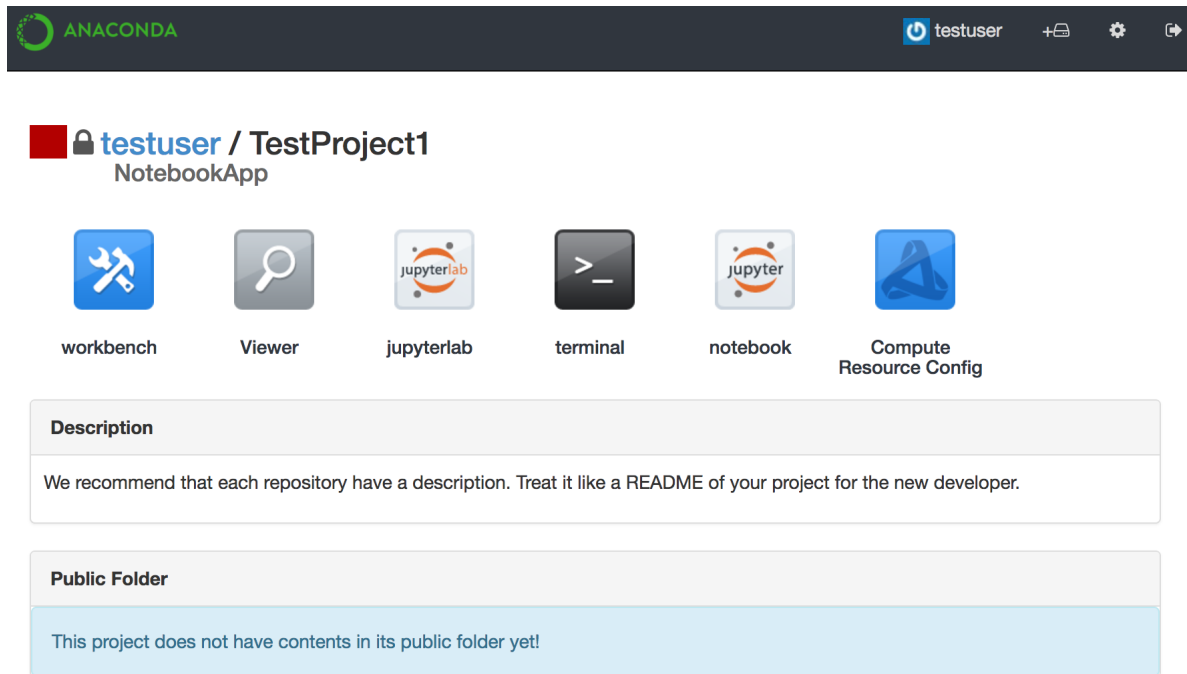 ANACONDA
testuser
testuser / TestProject1
NotebookApp
jupyterlab
>_
jupyter
workbench
Viewer
jupyterlab
terminal
notebook
Compute
Resource Config
Description
We recommend that each repository have a description. Treat it like a README of your project for the new developer.
Public Folder
This project does not have contents in its public folder yet!